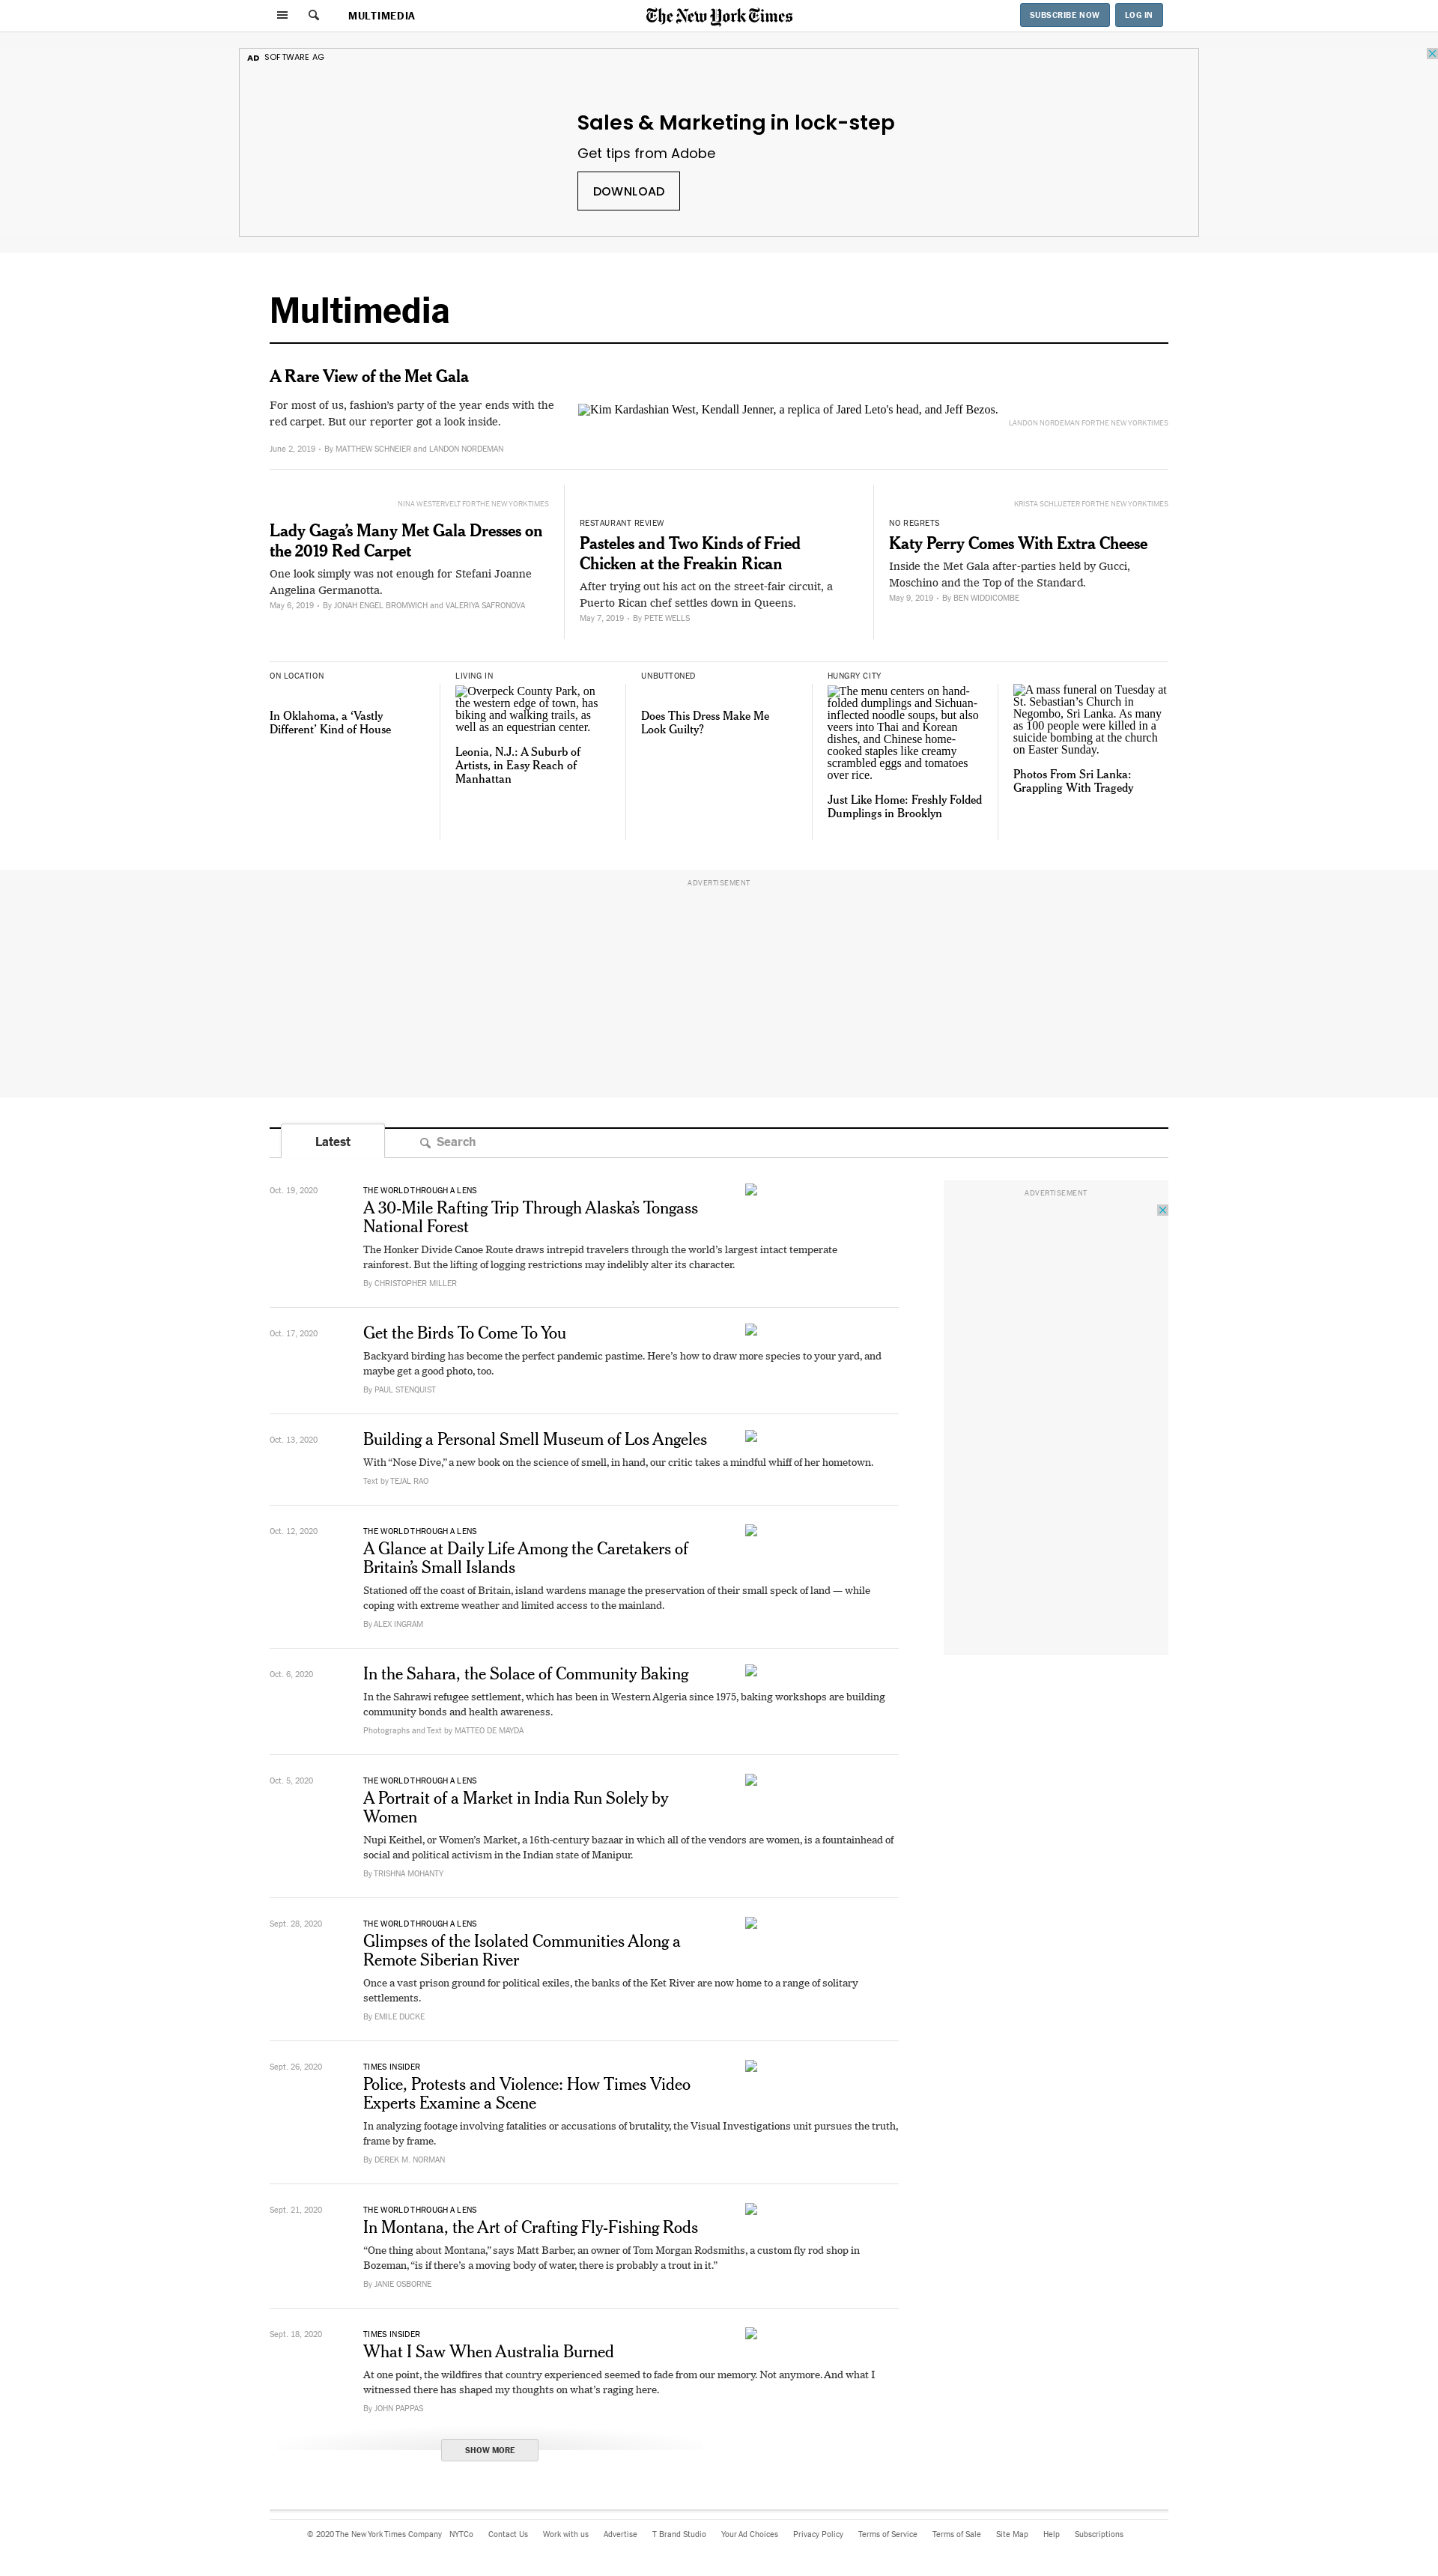 MULTIMEDIA
The New York Times
SUBSCRIBE NOW
LOG IN
AD SOFTWARE AG
Sales & Marketing in lock-step
Get tips from Adobe
DOWNLOAD
Multimedia
A Rare View of the Met Gala
For most of us, fashion's party of the year ends with the
red carpet. But our reporter got a look inside.
June 2, 2019 · By MATTHEW SCHNEIER and LANDON NORDEMAN
Kim Kardashian West, Kendall Jenner, a replica of Jared Leto's head, and Jeff Bezos.
LANDON NORDEMAN FOR THE NEW YORK TIMES
NINA WESTERVELT FOR THE NEW YORK TIMES
Lady Gaga's Many Met Gala Dresses on
the 2019 Red Carpet
One look simply was not enough for Stefani Joanne
Angelina Germanotta.
May 6, 2019 · By JONAH ENGEL BROMWICH and VALERIYA SAFRONOVA
RESTAURANT REVIEW
Pasteles and Two Kinds of Fried
Chicken at the Freakin Rican
After trying out his act on the street-fair circuit, a
Puerto Rican chef settles down in Queens.
May 7, 2019 · By PETE WELLS
KRISTA SCHLUETER FOR THE NEW YORK TIMES
NO REGRETS
Katy Perry Comes With Extra Cheese
Inside the Met Gala after-parties held by Gucci,
Moschino and the Top of the Standard.
May 9, 2019 · By BEN WIDDICOMBE
ON LOCATION
In Oklahoma, a ‘Vastly
Different’ Kind of House
LIVING IN
Overpeck County Park, on
the western edge of town, has
biking and walking trails, as
well as an equestrian center.
Leonia, N.J.: A Suburb of
Artists, in Easy Reach of
Manhattan
UNBUTTONED
Does This Dress Make Me
Look Guilty?
HUNGRY CITY
The menu centers on hand-
folded dumplings and Sichuan-
inflected noodle soups, but also
veers into Thai and Korean
dishes, and Chinese home-
cooked staples like creamy
scrambled eggs and tomatoes
over rice.
Just Like Home: Freshly Folded
Dumplings in Brooklyn
A mass funeral on Tuesday at
St. Sebastian’s Church in
Negombo, Sri Lanka. As many
as 100 people were killed in a
suicide bombing at the church
on Easter Sunday.
Photos From Sri Lanka:
Grappling With Tragedy
ADVERTISEMENT
Latest
Search
ADVERTISEMENT
Oct. 19, 2020
THE WORLD THROUGH A LENS
A 30-Mile Rafting Trip Through Alaska’s Tongass
National Forest
The Honker Divide Canoe Route draws intrepid travelers through the world’s largest intact temperate
rainforest. But the lifting of logging restrictions may indelibly alter its character.
By CHRISTOPHER MILLER
Oct. 17, 2020
Get the Birds To Come To You
Backyard birding has become the perfect pandemic pastime. Here’s how to draw more species to your yard, and
maybe get a good photo, too.
By PAUL STENQUIST
Oct. 13, 2020
Building a Personal Smell Museum of Los Angeles
With “Nose Dive,” a new book on the science of smell, in hand, our critic takes a mindful whiff of her hometown.
Text by TEJAL RAO
Oct. 12, 2020
THE WORLD THROUGH A LENS
A Glance at Daily Life Among the Caretakers of
Britain’s Small Islands
Stationed off the coast of Britain, island wardens manage the preservation of their small speck of land — while
coping with extreme weather and limited access to the mainland.
By ALEX INGRAM
Oct. 6, 2020
In the Sahara, the Solace of Community Baking
In the Sahrawi refugee settlement, which has been in Western Algeria since 1975, baking workshops are building
community bonds and health awareness.
Photographs and Text by MATTEO DE MAYDA
Oct. 5, 2020
THE WORLD THROUGH A LENS
A Portrait of a Market in India Run Solely by
Women
Nupi Keithel, or Women’s Market, a 16th-century bazaar in which all of the vendors are women, is a fountainhead of
social and political activism in the Indian state of Manipur.
By TRISHNA MOHANTY
Sept. 28, 2020
THE WORLD THROUGH A LENS
Glimpses of the Isolated Communities Along a
Remote Siberian River
Once a vast prison ground for political exiles, the banks of the Ket River are now home to a range of solitary
settlements.
By EMILE DUCKE
Sept. 26, 2020
TIMES INSIDER
Police, Protests and Violence: How Times Video
Experts Examine a Scene
In analyzing footage involving fatalities or accusations of brutality, the Visual Investigations unit pursues the truth,
frame by frame.
By DEREK M. NORMAN
Sept. 21, 2020
THE WORLD THROUGH A LENS
In Montana, the Art of Crafting Fly-Fishing Rods
“One thing about Montana,” says Matt Barber, an owner of Tom Morgan Rodsmiths, a custom fly rod shop in
Bozeman, “is if there’s a moving body of water, there is probably a trout in it.”
By JANIE OSBORNE
Sept. 18, 2020
TIMES INSIDER
What I Saw When Australia Burned
At one point, the wildfires that country experienced seemed to fade from our memory. Not anymore. And what I
witnessed there has shaped my thoughts on what’s raging here.
By JOHN PAPPAS
SHOW MORE
© 2020 The New York Times Company NYTCo Contact Us Work with us Advertise T Brand Studio Your Ad Choices Privacy Policy Terms of Service Terms of Sale Site Map Help Subscriptions